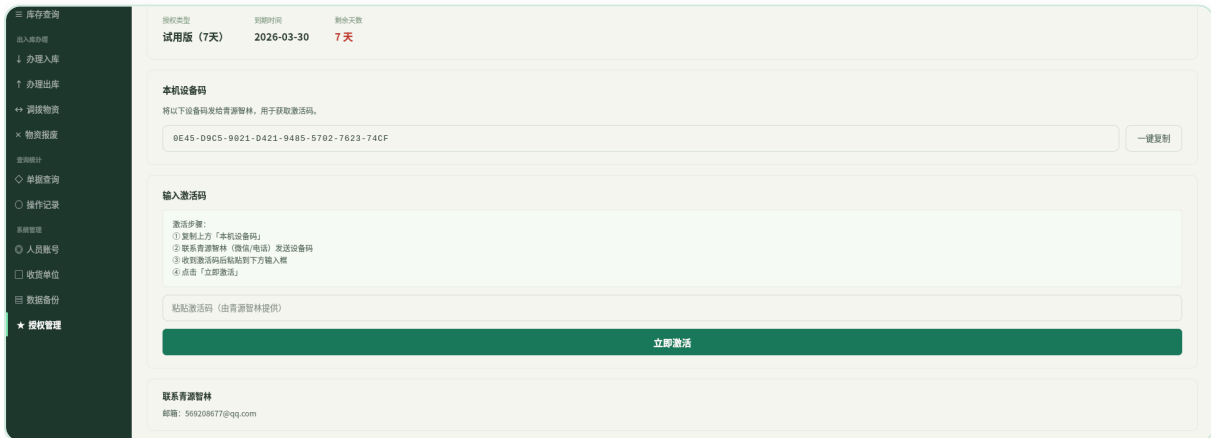 库存查询
出入库办理
↓ 办理入库
↑ 办理出库
↔ 调拨物资
× 物资报废
查询统计
◇ 单据查询
○ 操作记录
系统管理
◎ 人员账号
□ 收货单位
⊟ 数据备份
★ 授权管理
授权类型 到期时间 剩余天数
试用版（7天） 2026-03-30 7 天
本机设备码
将以下设备码发给青源智林，用于获取激活码。
0E45-D9C5-9021-D421-9485-5702-7623-74CF 一键复制
输入激活码
激活步骤：
① 复制上方「本机设备码」
② 联系青源智林（微信/电话）发送设备码
③ 收到激活码后粘贴到下方输入框
④ 点击「立即激活」
粘贴激活码（由青源智林提供）
立即激活
联系青源智林
邮箱：569208677@qq.com